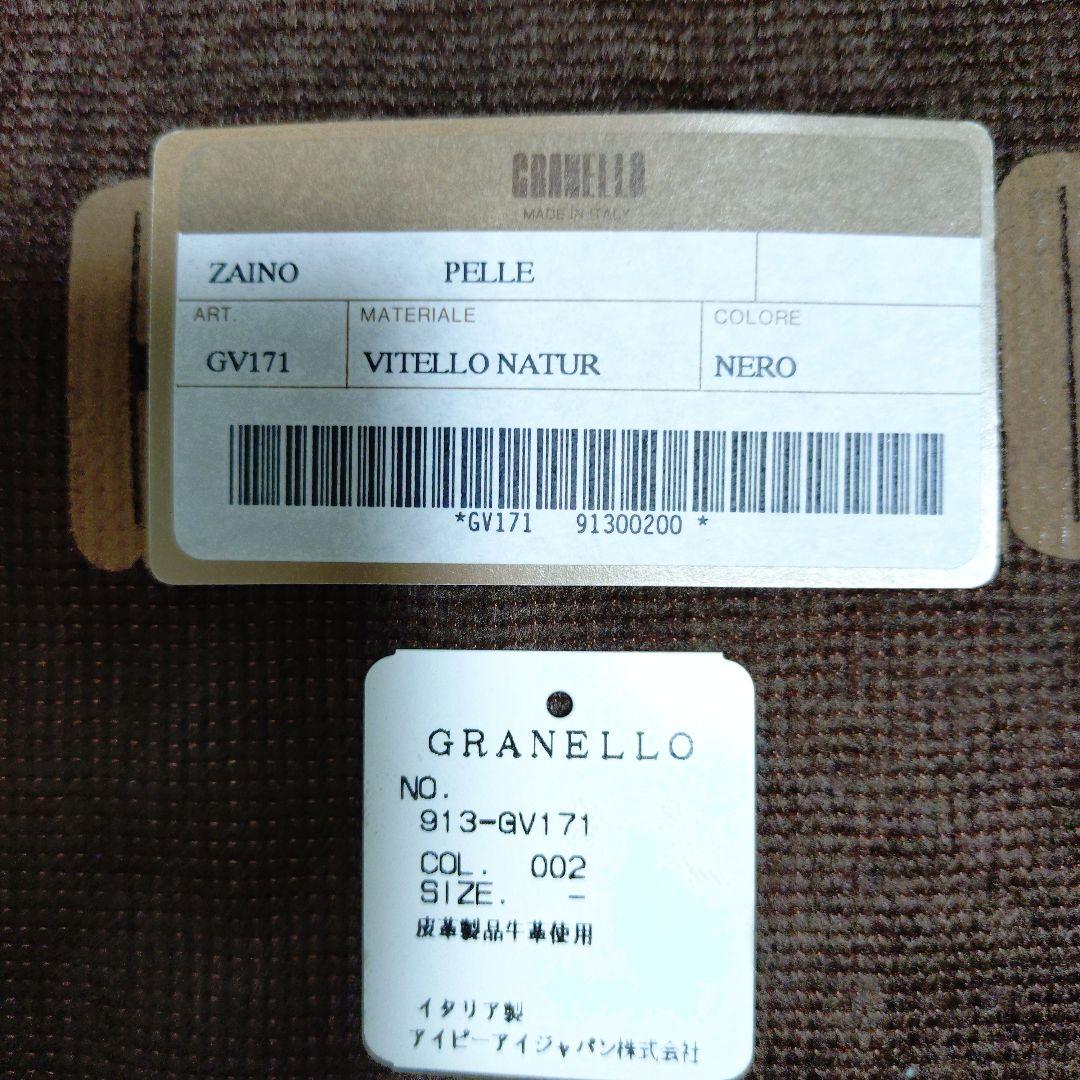 GRANELLO
MADE IN ITALY
ZAINO PELLE
ART. MATERIALE COLORE
GV171 VITELLO NATUR NERO
*GV171 91300200 *
GRANELLO
NO.
913-GV171
COL. 002
SIZE. -
皮革製品牛革使用
イタリア製
アイピーアイジャパン株式会社